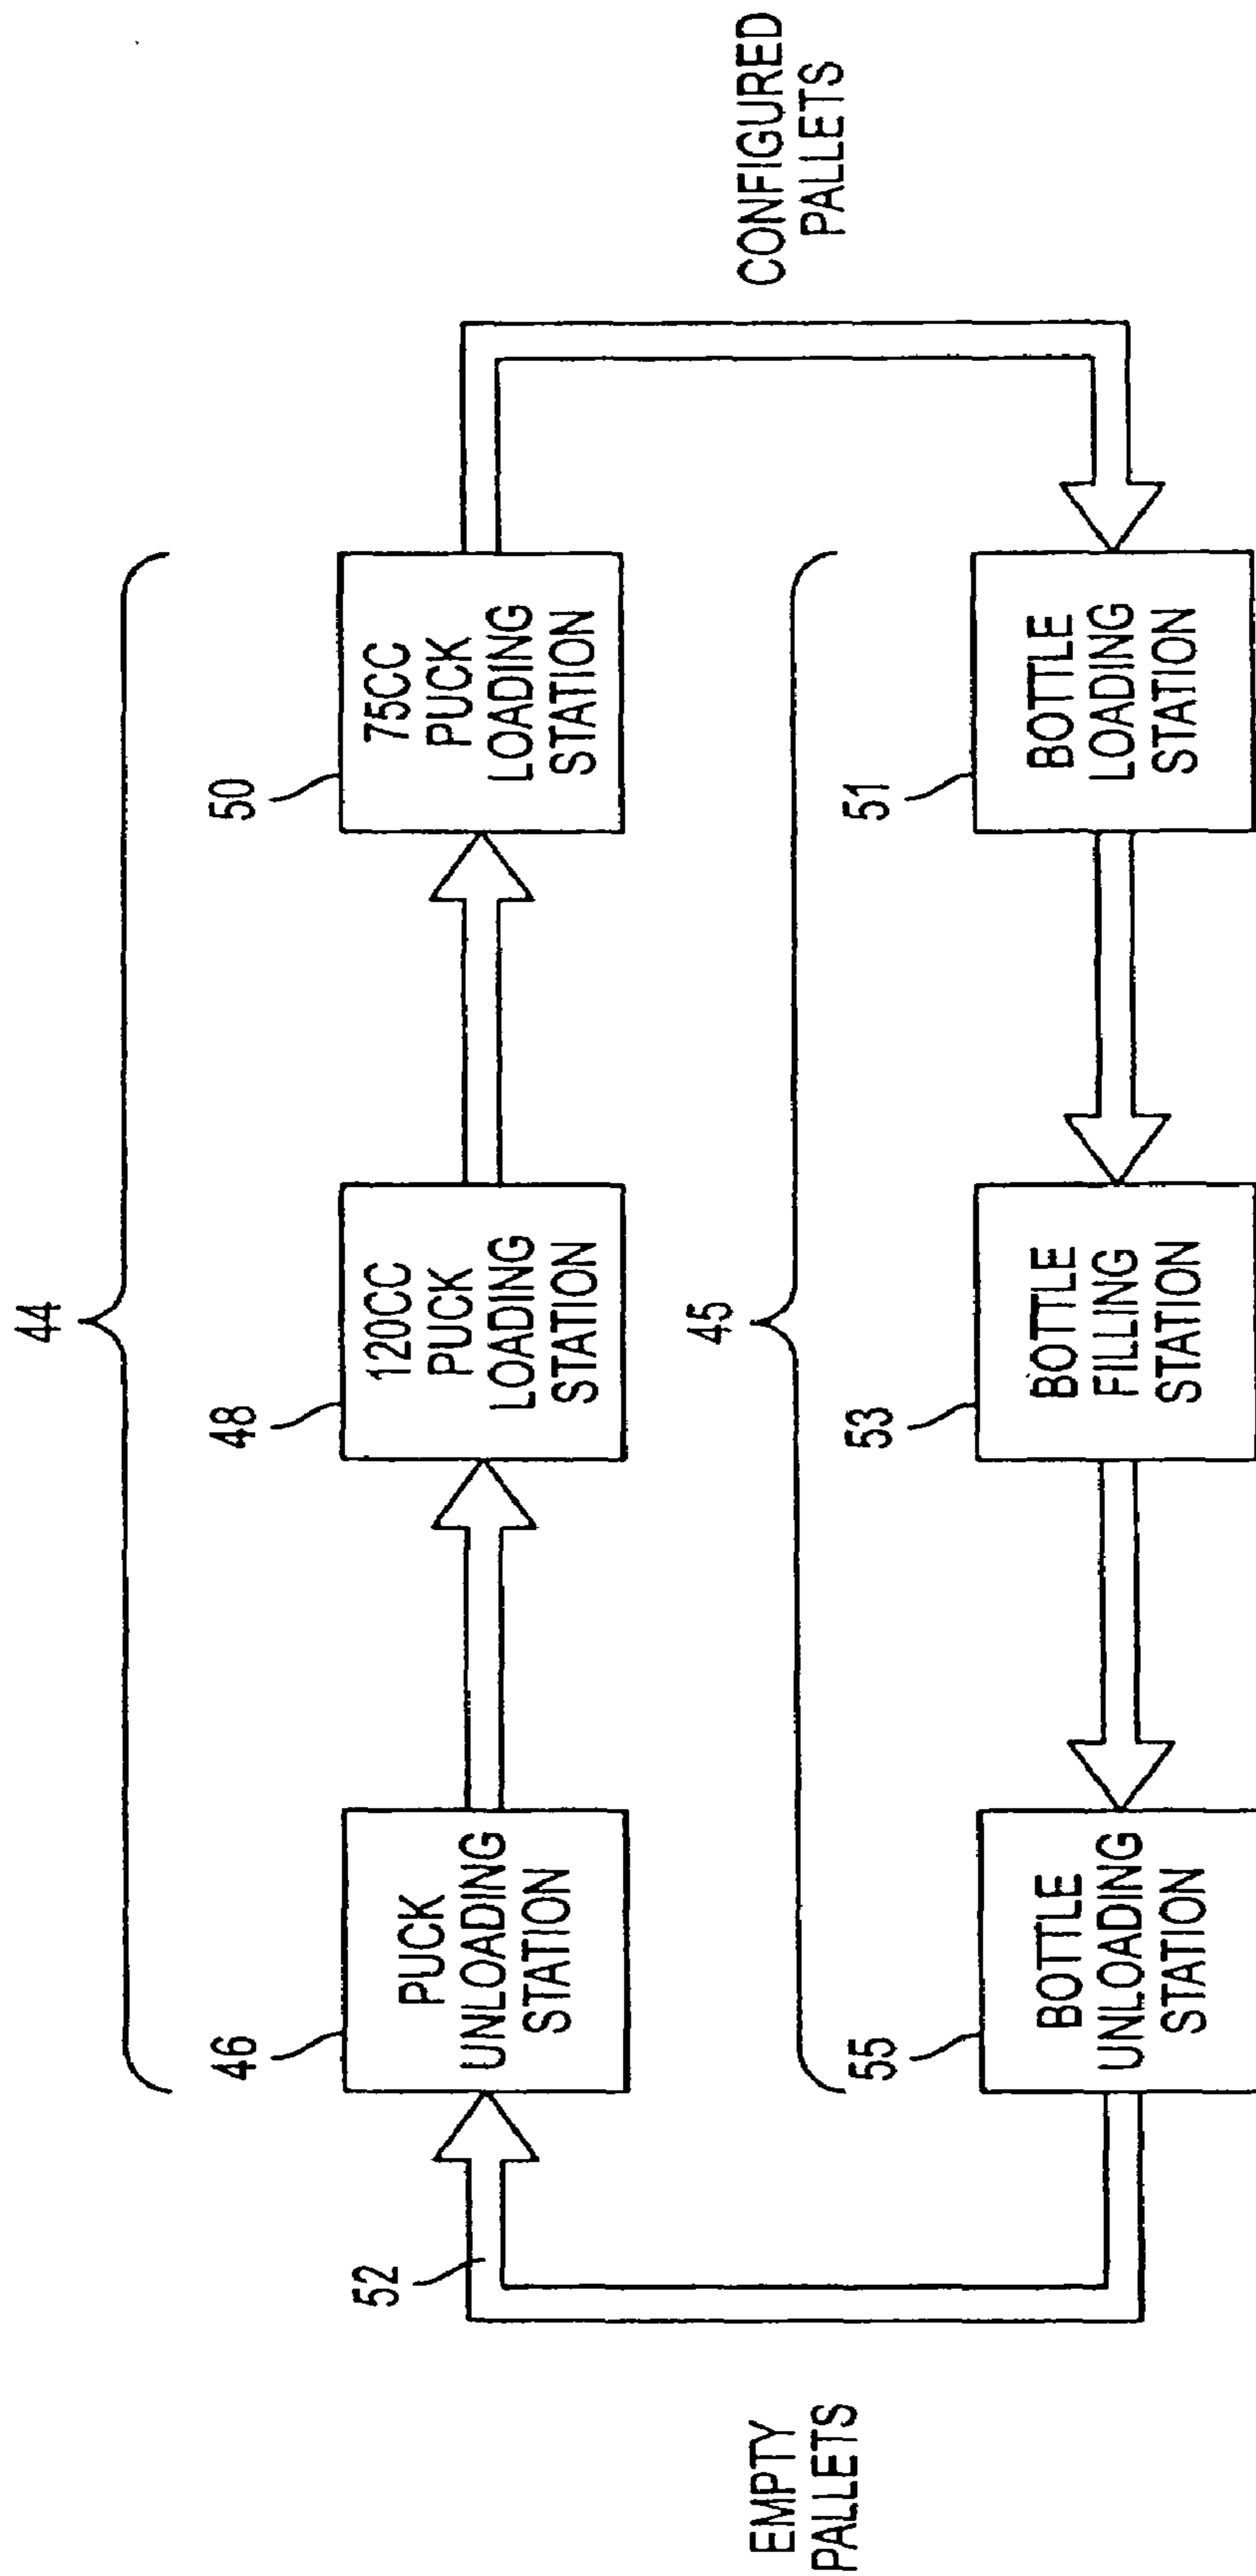 44
46
PUCK
UNLOADING
STATION
48
120CC
PUCK
LOADING
STATION
50
75CC
PUCK
LOADING
STATION
52
EMPTY
PALLETS
CONFIGURED
PALLETS
45
55
BOTTLE
UNLOADING
STATION
53
BOTTLE
FILLING
STATION
51
BOTTLE
LOADING
STATION